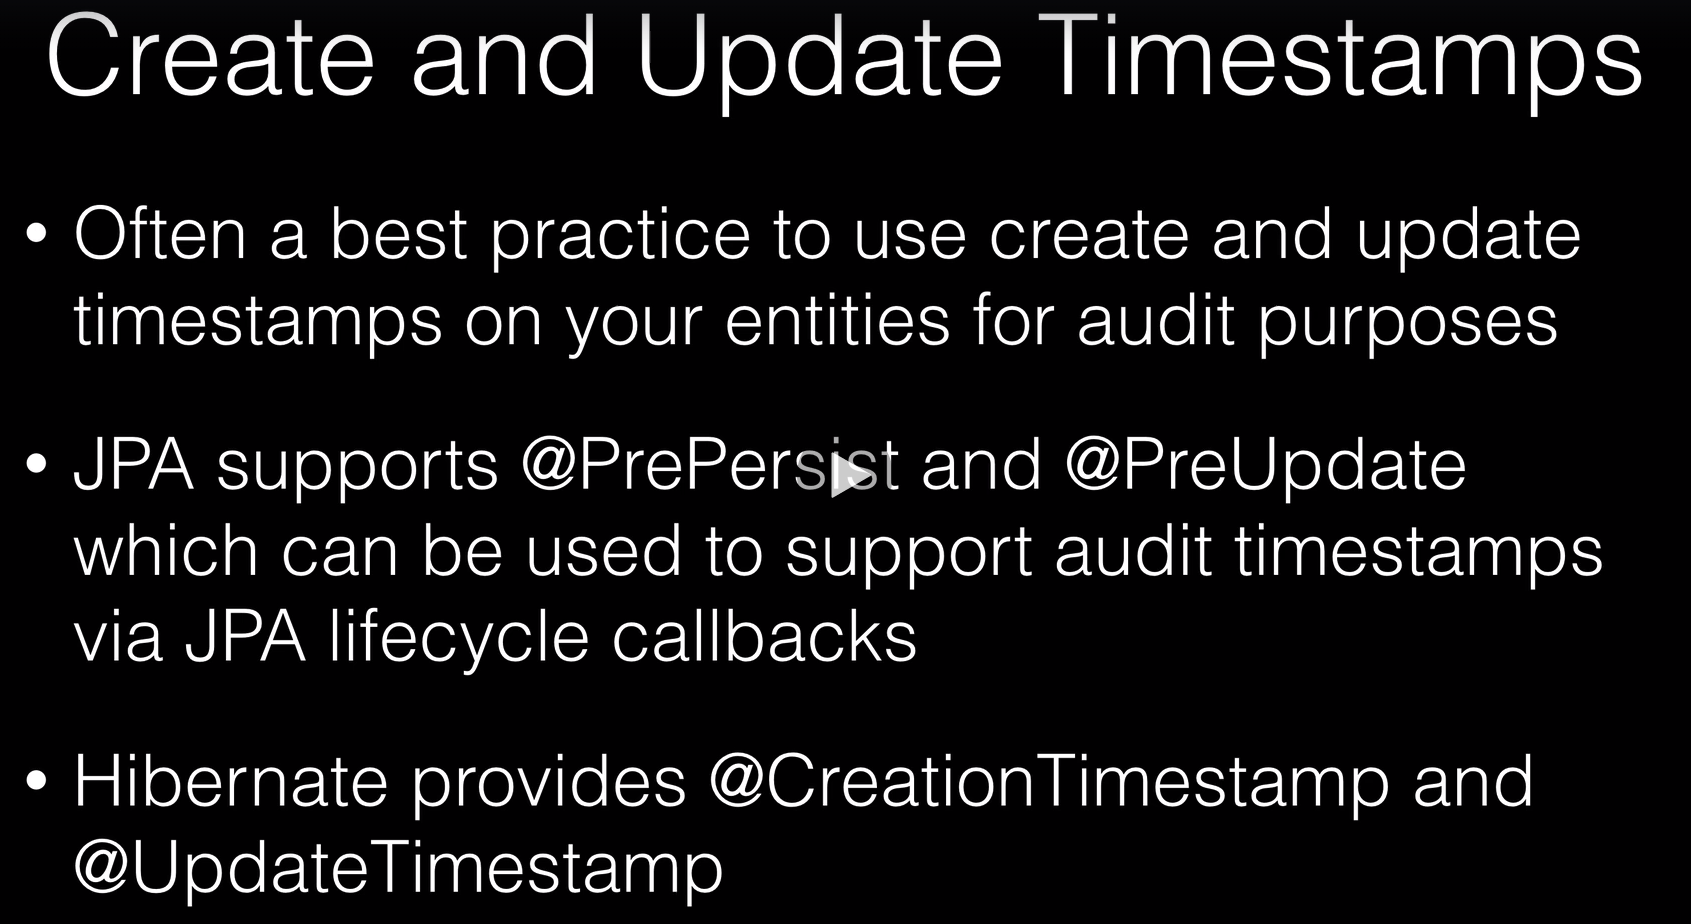 Create and Update Timestamps
• Often a best practice to use create and update
timestamps on your entities for audit purposes
• JPA supports @PrePersist and @PreUpdate
which can be used to support audit timestamps
via JPA lifecycle callbacks
• Hibernate provides @CreationTimestamp and
@UpdateTimestamp